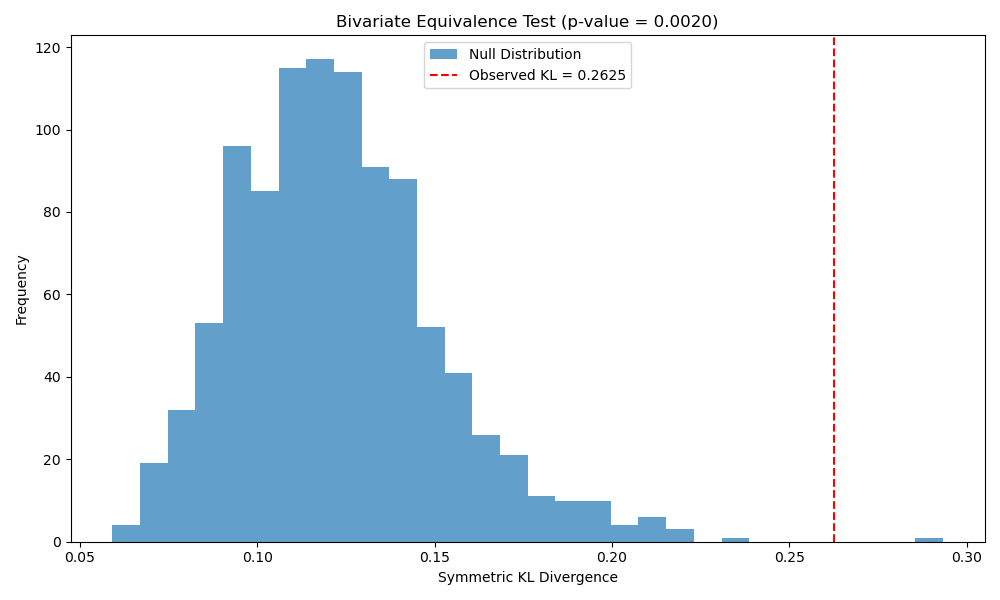 Bivariate Equivalence Test (p-value = 0.0020)
Null Distribution
Observed KL = 0.2625
Frequency
120
100
80
60
40
20
0
0.05 0.10 0.15 0.20 0.25 0.30
Symmetric KL Divergence